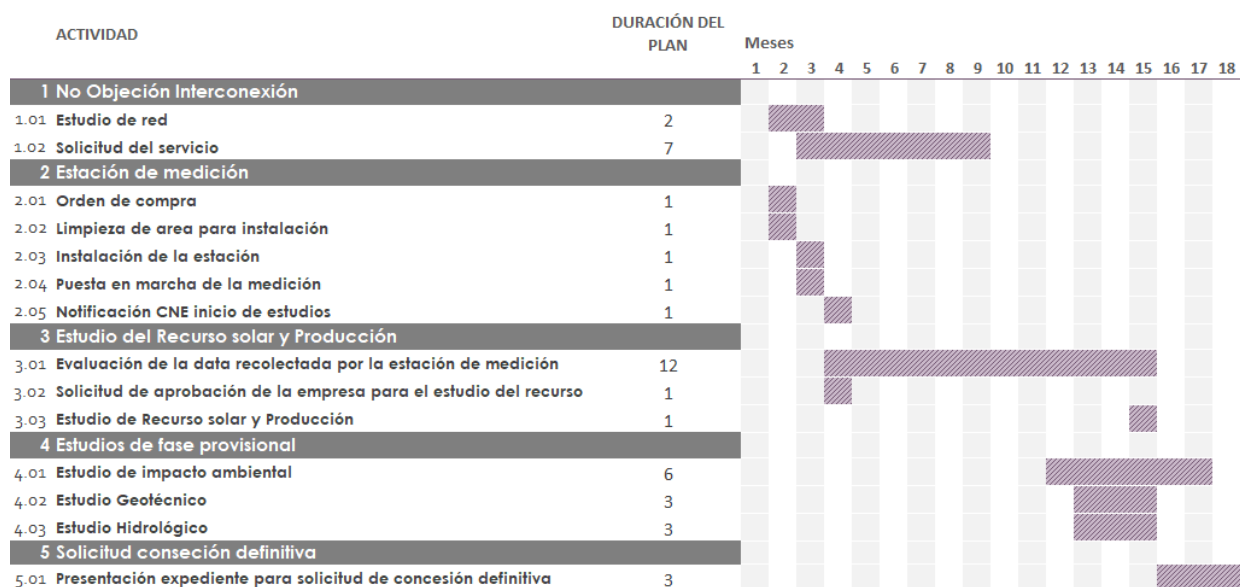 ACTIVIDAD
DURACIÓN DEL
PLAN
Meses
1 2 3 4 5 6 7 8 9 10 11 12 13 14 15 16 17 18
1 No Objeción Interconexión
1.01 Estudio de red 2
1.02 Solicitud del servicio 7
2 Estación de medición
2.01 Orden de compra 1
2.02 Limpieza de area para instalación 1
2.03 Instalación de la estación 1
2.04 Puesta en marcha de la medición 1
2.05 Notificación CNE inicio de estudios 1
3 Estudio del Recurso solar y Producción
3.01 Evaluación de la data recolectada por la estación de medición 12
3.02 Solicitud de aprobación de la empresa para el estudio del recurso 1
3.03 Estudio de Recurso solar y Producción 1
4 Estudios de fase provisional
4.01 Estudio de impacto ambiental 6
4.02 Estudio Geotécnico 3
4.03 Estudio Hidrológico 3
5 Solicitud conseción definitiva
5.01 Presentación expediente para solicitud de concesión definitiva 3